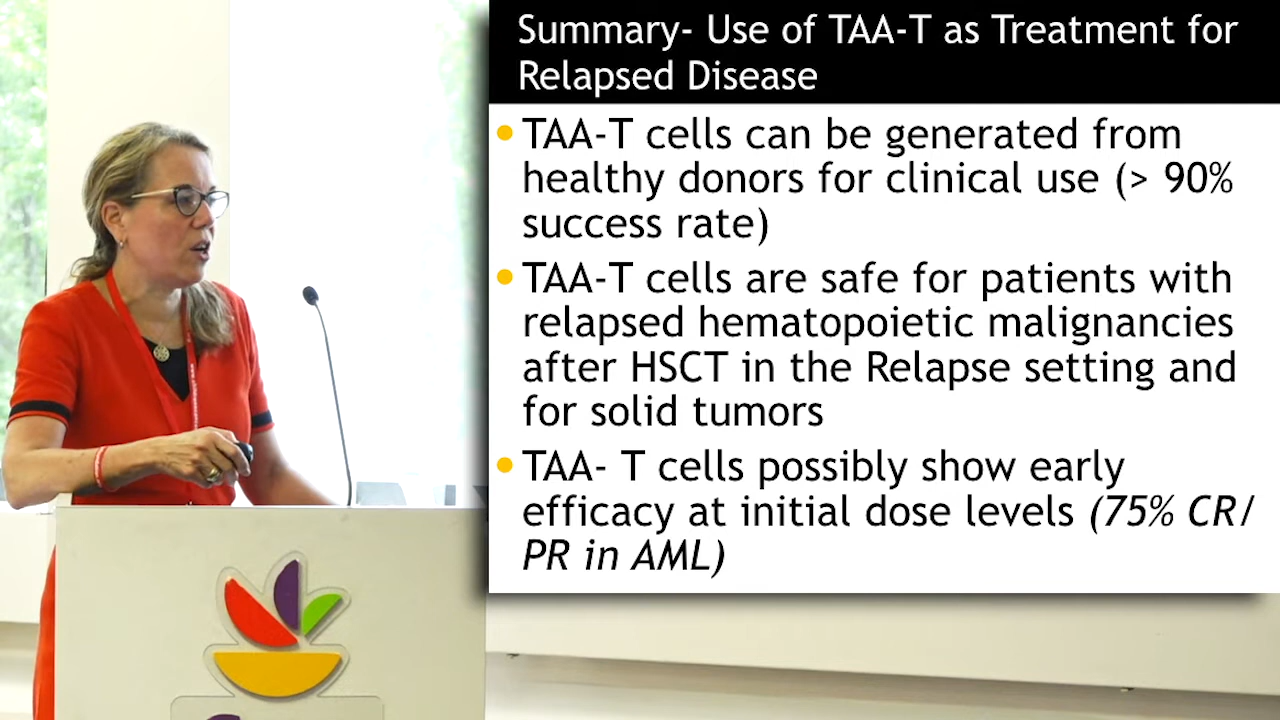 Summary- Use of TAA-T as Treatment for
Relapsed Disease
•TAA-T cells can be generated from
healthy donors for clinical use (> 90%
success rate)
•TAA-T cells are safe for patients with
relapsed hematopoietic malignancies
after HSCT in the Relapse setting and
for solid tumors
•TAA- T cells possibly show early
efficacy at initial dose levels (75% CR/
PR in AML)